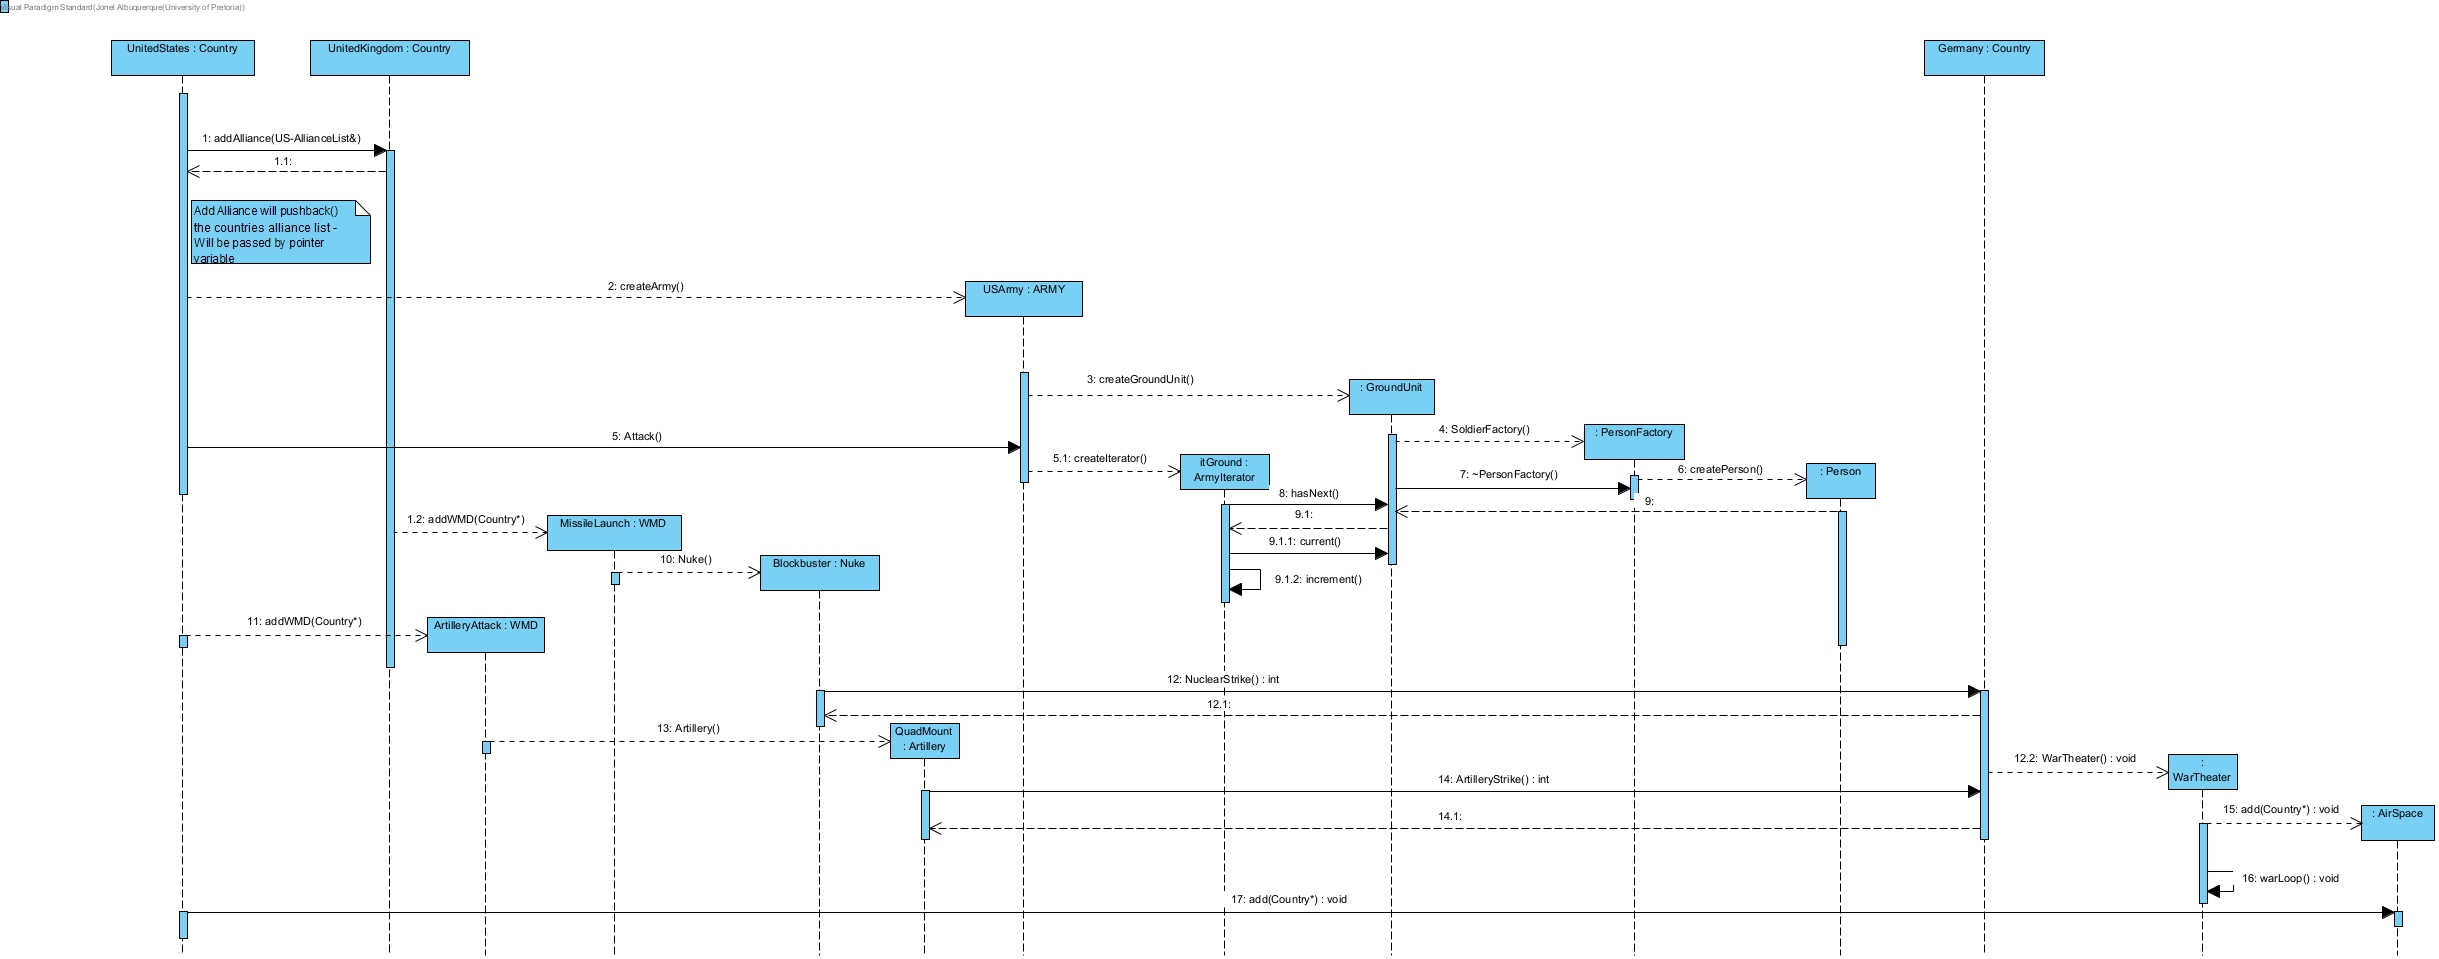 Visual Paradigm Standard(Jonel Albuquerque(University of Pretoria))
UnitedStates : Country
UnitedKingdom : Country
Germany : Country
1: addAlliance(US-AllianceList&)
1.1:
Add Alliance will pushback()
the countries alliance list -
Will be passed by pointer
variable
2: createArmy()
USArmy : ARMY
3: createGroundUnit()
: GroundUnit
4: SoldierFactory()
: PersonFactory
5: Attack()
5.1: createIterator()
itGround :
ArmyIterator
6: createPerson()
: Person
7: ~PersonFactory()
8: hasNext()
9:
9.1:
1.2: addWMD(Country*)
MissileLaunch : WMD
9.1.1: current()
10: Nuke()
Blockbuster : Nuke
9.1.2: increment()
11: addWMD(Country*)
ArtilleryAttack : WMD
12: NuclearStrike() : int
12.1:
13: Artillery()
QuadMount
: Artillery
12.2: WarTheater() : void
:
WarTheater
14: ArtilleryStrike() : int
15: add(Country*) : void
: AirSpace
14.1:
16: warLoop() : void
17: add(Country*) : void